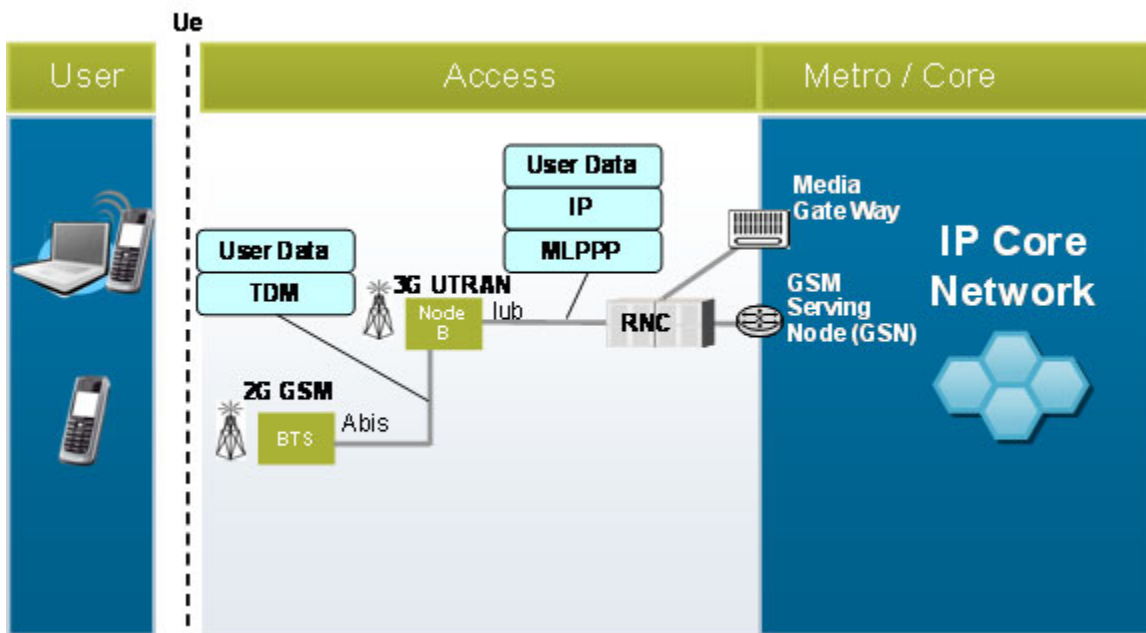 Ue
User
Access
Metro / Core
User Data
IP
MLPPP
Media
Gate Way
IP Core
Network
User Data
TDM
3G UTRAN
Node
B
Iub
RNC
GSM
Serving
Node (GSN)
2G GSM
BTS
Abis